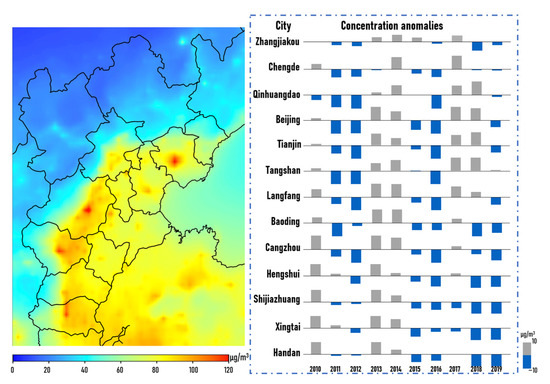 City Concentration anomalies
Zhangjiakou
Chengde
Qinhuangdao
Beijing
Tianjin
Tangshan
Langfang
Baoding
Cangzhou
Hengshui
Shijiazhuang
Xingtai
Handan
2010 2011 2012 2013 2014 2015 2016 2017 2018 2019
μg/m³
10
-10
μg/m³
0 20 40 60 80 100 120